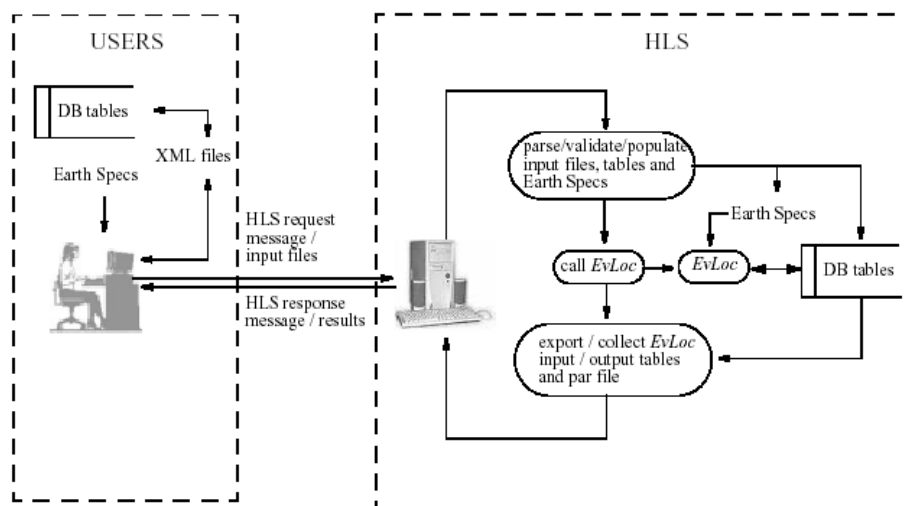 USERS
HLS
DB tables
XML files
Earth Specs
HLS request
message /
input files
HLS response
message / results
parse/validate/populate
input files, tables and
Earth Specs
Earth Specs
call EvLoc
EvLoc
DB tables
export / collect EvLoc
input / output tables
and par file